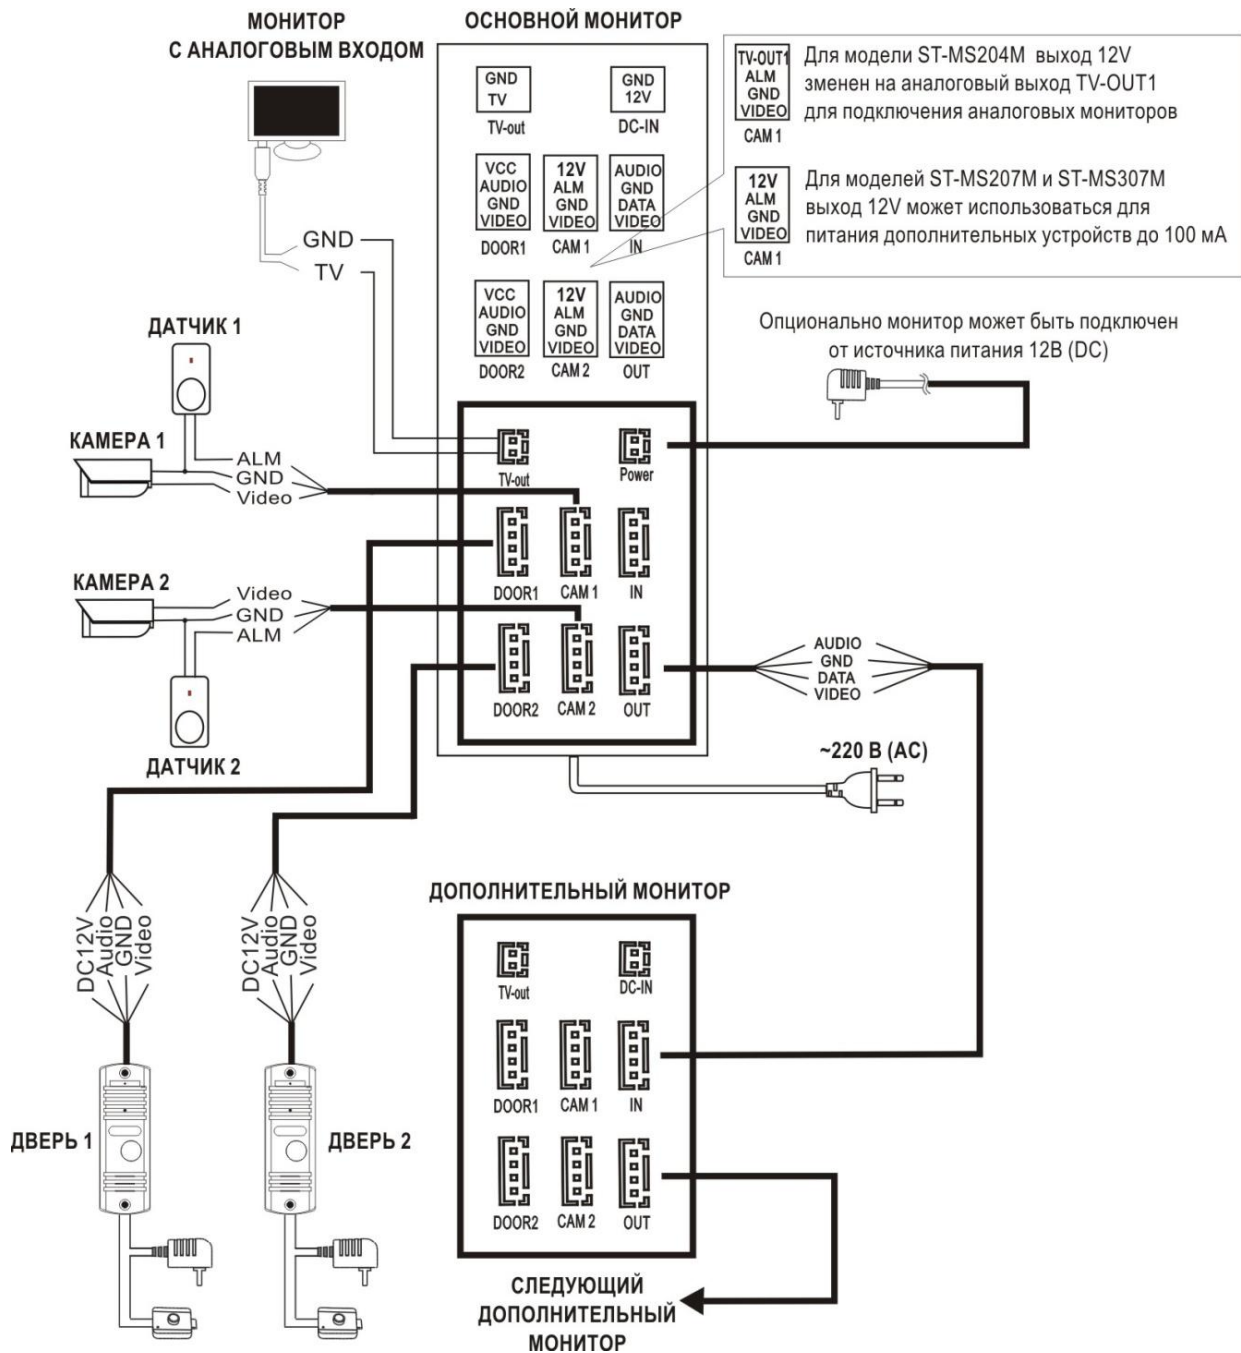 МОНИТОР
С АНАЛОГОВЫМ ВХОДОМ
ОСНОВНОЙ МОНИТОР
GND
TV
TV-out
GND
12V
DC-IN
TV-OUT1
ALM
GND
VIDEO
CAM 1
Для модели ST-MS204M выход 12V
зменен на аналоговый выход TV-OUT1
для подключения аналоговых мониторов
12V
ALM
GND
VIDEO
CAM 1
Для моделей ST-MS207M и ST-MS307M
выход 12V может использоваться для
питания дополнительных устройств до 100 мА
VCC
AUDIO
GND
VIDEO
DOOR1
12V
ALM
GND
VIDEO
CAM 1
AUDIO
GND
DATA
VIDEO
IN
GND
TV
VCC
AUDIO
GND
VIDEO
DOOR2
12V
ALM
GND
VIDEO
CAM 2
AUDIO
GND
DATA
VIDEO
OUT
Опционально монитор может быть подключен
от источника питания 12В (DC)
ДАТЧИК 1
КАМЕРА 1
ALM
GND
Video
TV-out
Power
DOOR1
CAM 1
IN
КАМЕРА 2
Video
GND
ALM
ДАТЧИК 2
DOOR2
CAM 2
OUT
AUDIO
GND
DATA
VIDEO
~220 В (AC)
DC12V
Audio
GND
Video
DC12V
Audio
GND
Video
ДВЕРЬ 1
ДВЕРЬ 2
ДОПОЛНИТЕЛЬНЫЙ МОНИТОР
TV-out
DC-IN
DOOR1
CAM 1
IN
DOOR2
CAM 2
OUT
СЛЕДУЮЩИЙ
ДОПОЛНИТЕЛЬНЫЙ
МОНИТОР